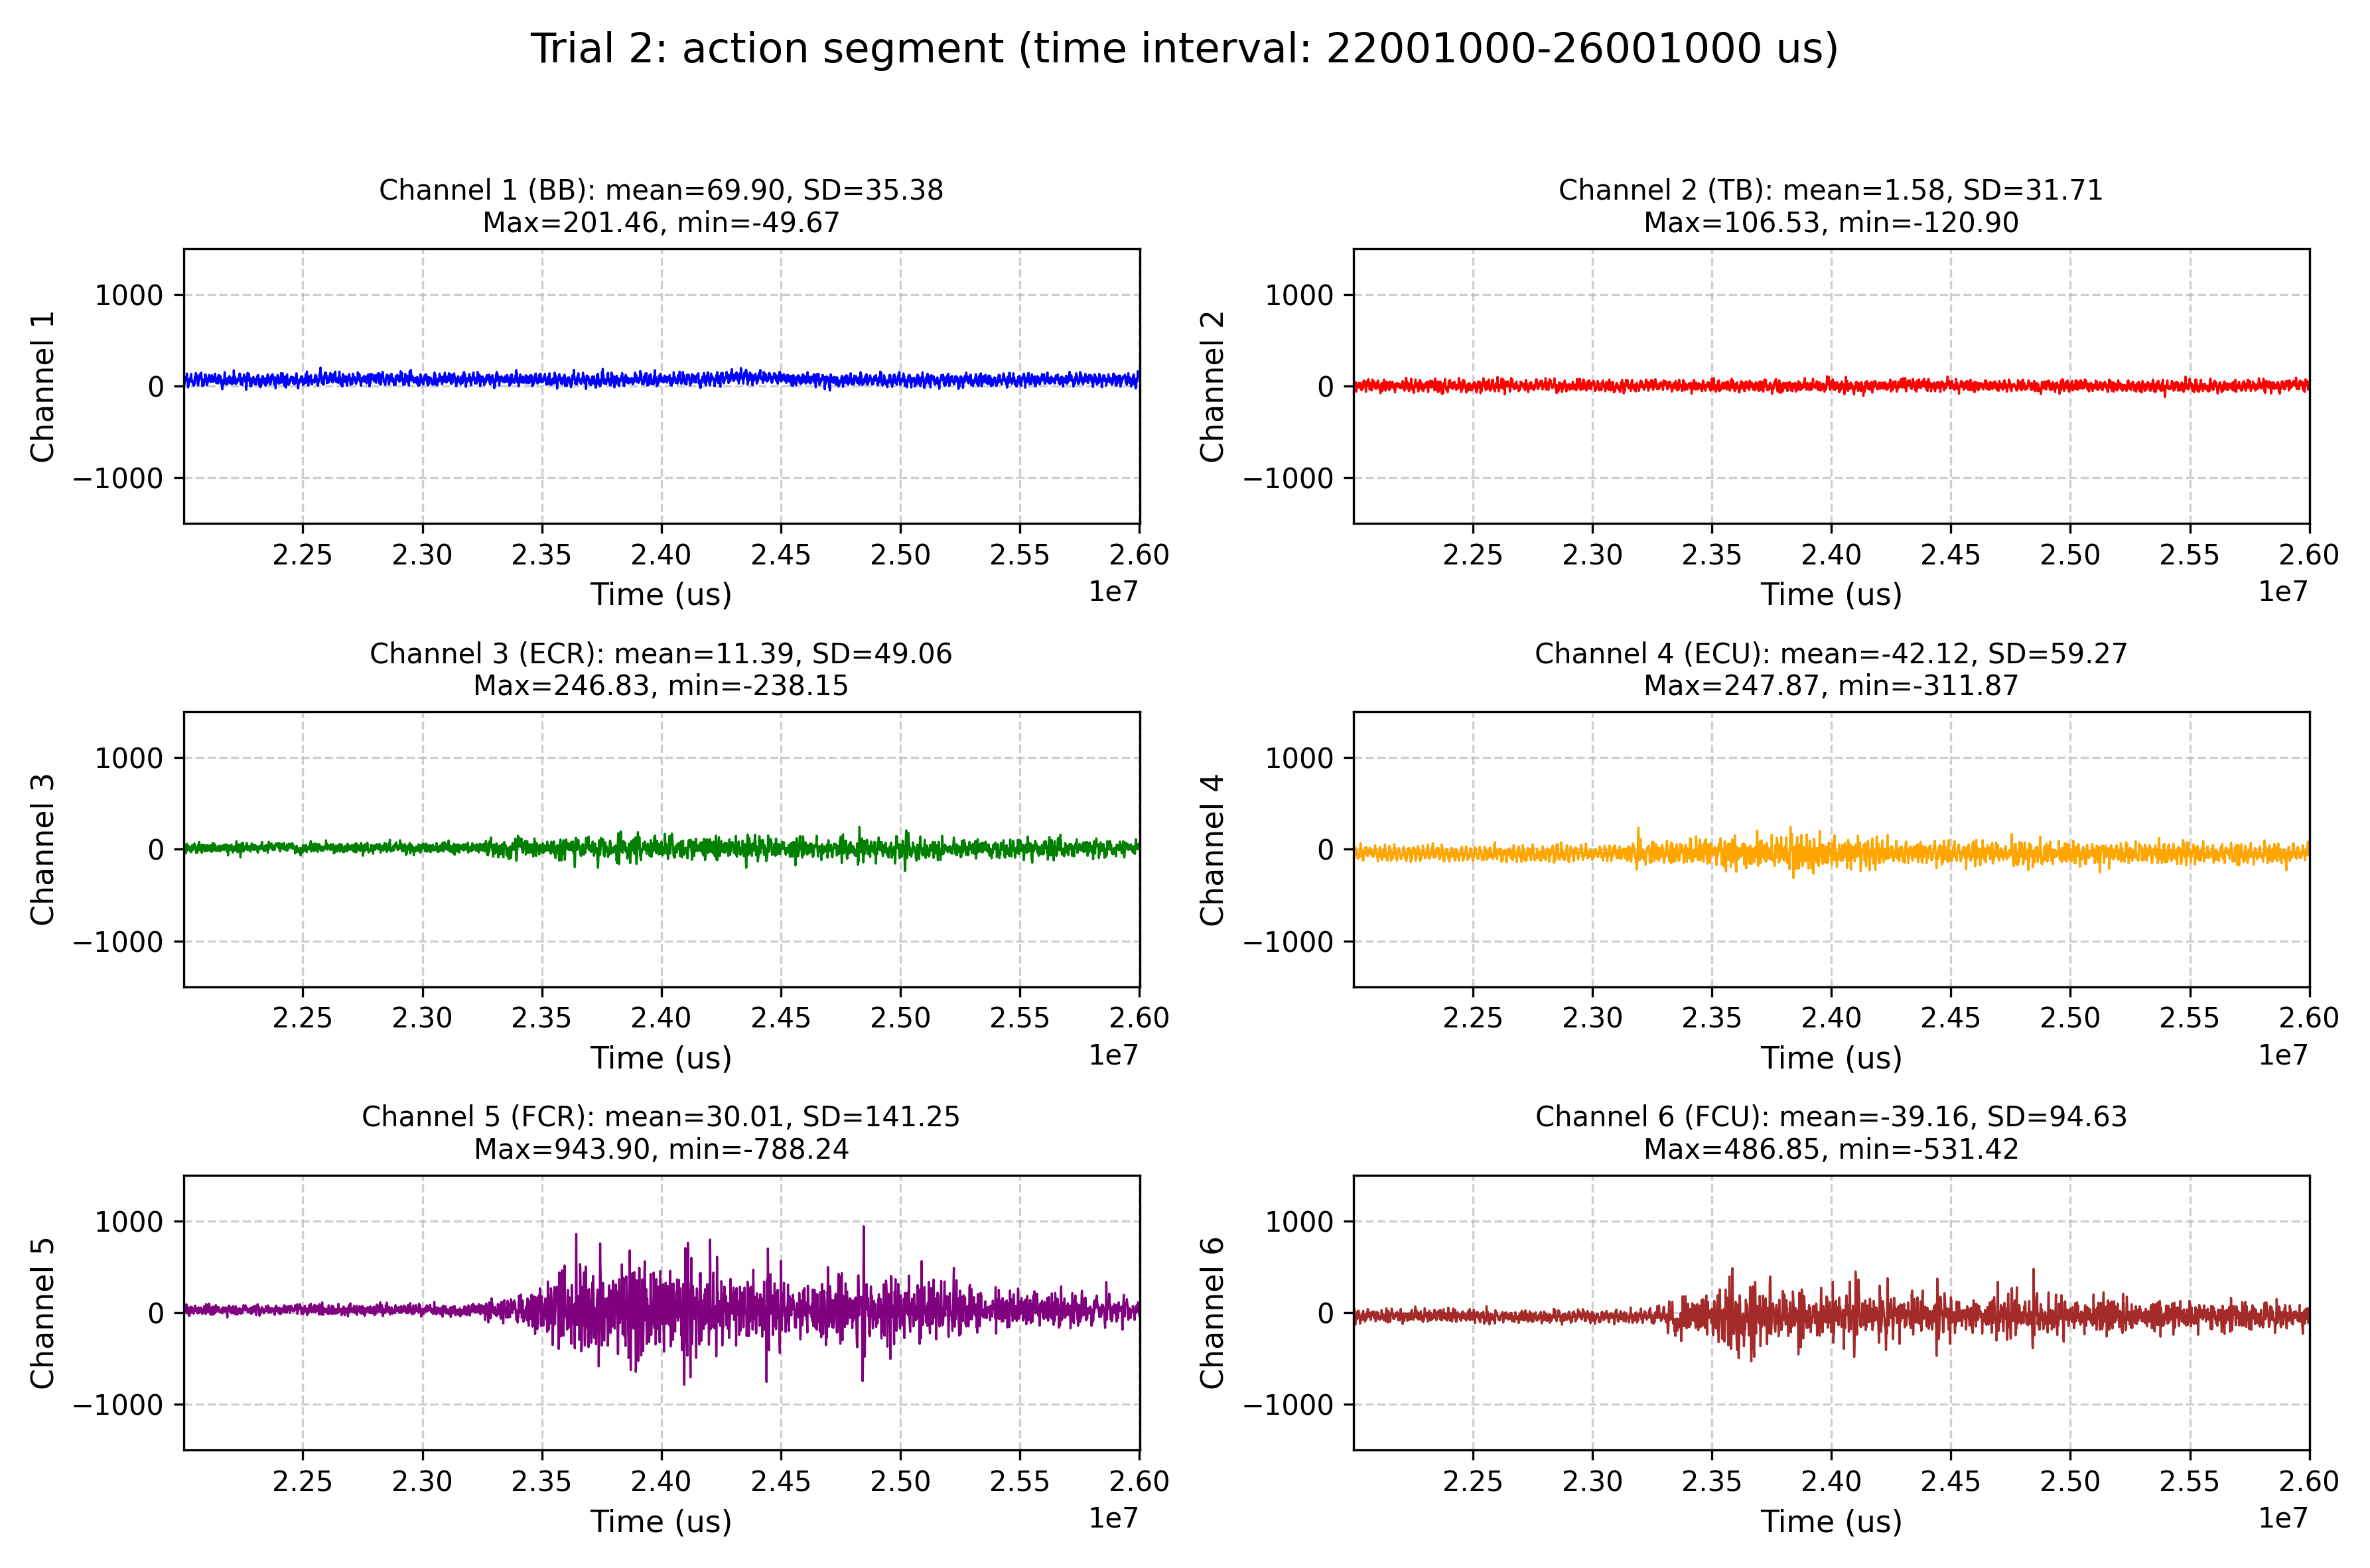 Trial 2: action segment (time interval: 22001000-26001000 us)
Channel 1 (BB): mean=69.90, SD=35.38
Max=201.46, min=-49.67
Channel 1
1000
0
−1000
2.25 2.30 2.35 2.40 2.45 2.50 2.55 2.60
Time (us)
1e7
Channel 2 (TB): mean=1.58, SD=31.71
Max=106.53, min=-120.90
Channel 2
1000
0
−1000
2.25 2.30 2.35 2.40 2.45 2.50 2.55 2.60
Time (us)
1e7
Channel 3 (ECR): mean=11.39, SD=49.06
Max=246.83, min=-238.15
Channel 3
1000
0
−1000
2.25 2.30 2.35 2.40 2.45 2.50 2.55 2.60
Time (us)
1e7
Channel 4 (ECU): mean=-42.12, SD=59.27
Max=247.87, min=-311.87
Channel 4
1000
0
−1000
2.25 2.30 2.35 2.40 2.45 2.50 2.55 2.60
Time (us)
1e7
Channel 5 (FCR): mean=30.01, SD=141.25
Max=943.90, min=-788.24
Channel 5
1000
0
−1000
2.25 2.30 2.35 2.40 2.45 2.50 2.55 2.60
Time (us)
1e7
Channel 6 (FCU): mean=-39.16, SD=94.63
Max=486.85, min=-531.42
Channel 6
1000
0
−1000
2.25 2.30 2.35 2.40 2.45 2.50 2.55 2.60
Time (us)
1e7